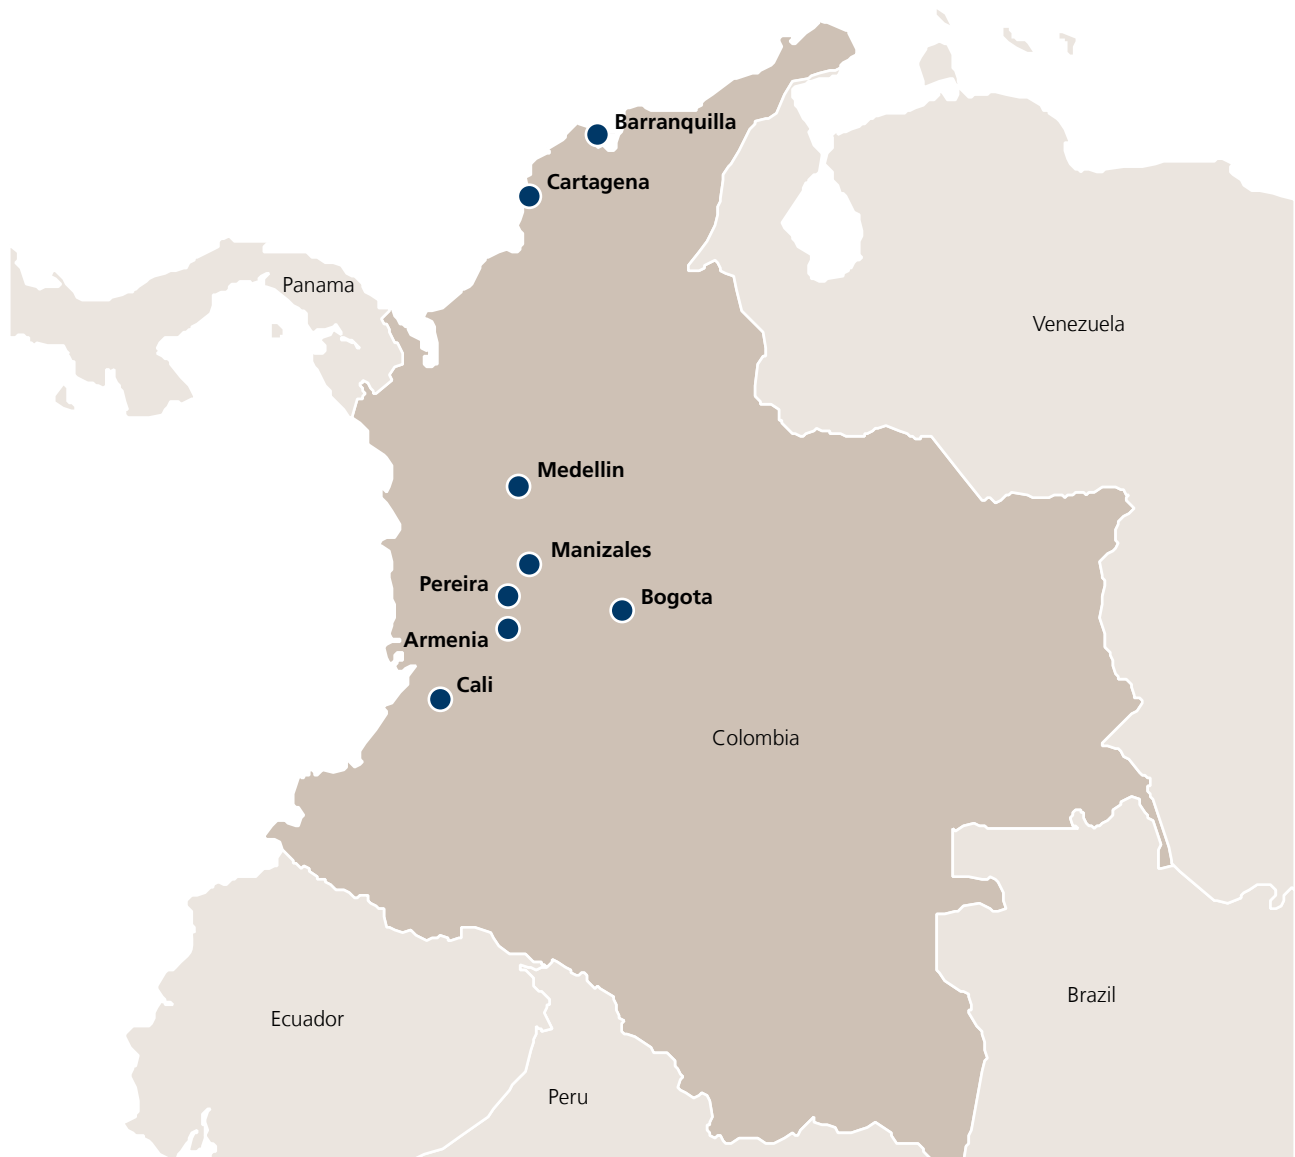 Barranquilla
Cartagena
Panama
Venezuela
Medellin
Manizales
Pereira
Bogota
Armenia
Cali
Colombia
Brazil
Ecuador
Peru